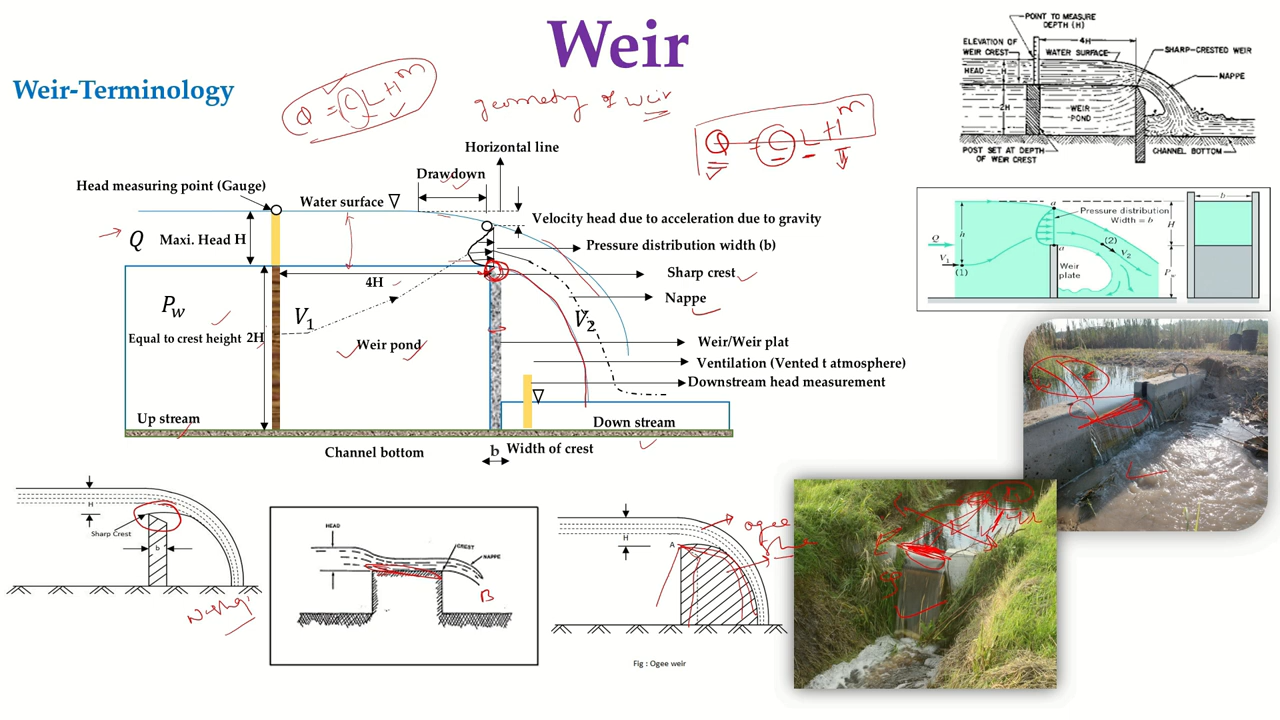 Weir
Weir-Terminology
Q = C L H^m
geometry of weir
Q = C L H^m
Horizontal line
Drawdown
Head measuring point (Gauge)
Water surface ∇
Velocity head due to acceleration due to gravity
Q
Maxi. Head H
Pressure distribution width (b)
Sharp crest
4H
Nappe
P_W
V_1
V_2
Equal to crest height 2H
Weir pond
Weir/Weir plat
Ventilation (Vented t atmosphere)
Downstream head measurement
∇
Up stream
Down stream
Channel bottom
b
Width of crest
POINT TO MEASURE
DEPTH (H)
ELEVATION OF
WEIR CREST
4H
WATER SURFACE
SHARP-CRESTED WEIR
HEAD
H
NAPPE
2H
WEIR
POND
POST SET AT DEPTH
OF WEIR CREST
CHANNEL BOTTOM
a
Pressure distribution
Width = b
b
h
H
Q
(2)
V_2
a
V_1
(1)
Weir
plate
P_w
H
Sharp Crest
b
HEAD
CREST
NAPPE
B
H
A
ogee
Fig : Ogee weir